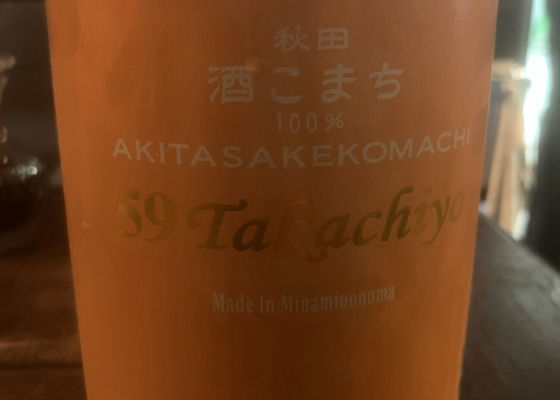 秋田
酒こまち
100%
AKITASAKEKOMACHI
59 Takachiyo
Made In Minamiuonuma